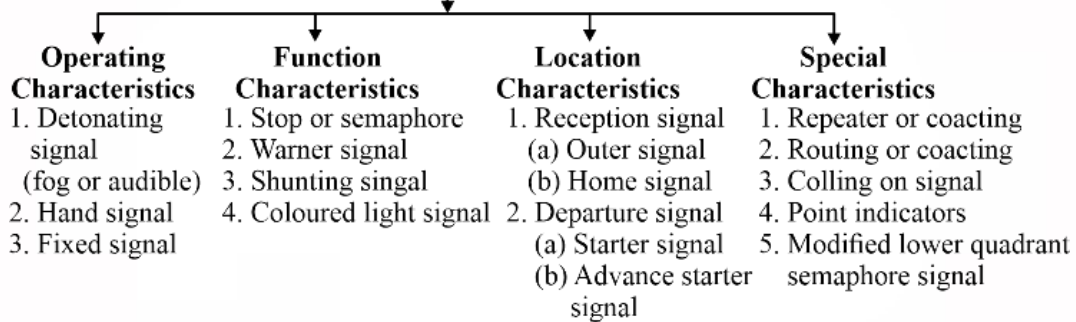 Operating
Characteristics
1. Detonating
signal
(fog or audible)
2. Hand signal
3. Fixed signal
Function
Characteristics
1. Stop or semaphore
2. Warner signal
3. Shunting singal
4. Coloured light signal
Location
Characteristics
1. Reception signal
(a) Outer signal
(b) Home signal
2. Departure signal
(a) Starter signal
(b) Advance starter
signal
Special
Characteristics
1. Repeater or coacting
2. Routing or coacting
3. Colling on signal
4. Point indicators
5. Modified lower quadrant
semaphore signal